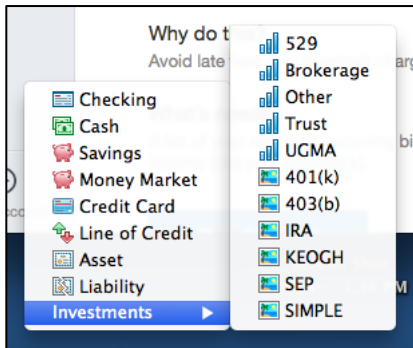 Why do
Avoid late
Checking
Cash
Savings
Money Market
Credit Card
Line of Credit
Asset
Liability
Investments
529
Brokerage
Other
Trust
UGMA
401(k)
403(b)
IRA
KEOGH
SEP
SIMPLE